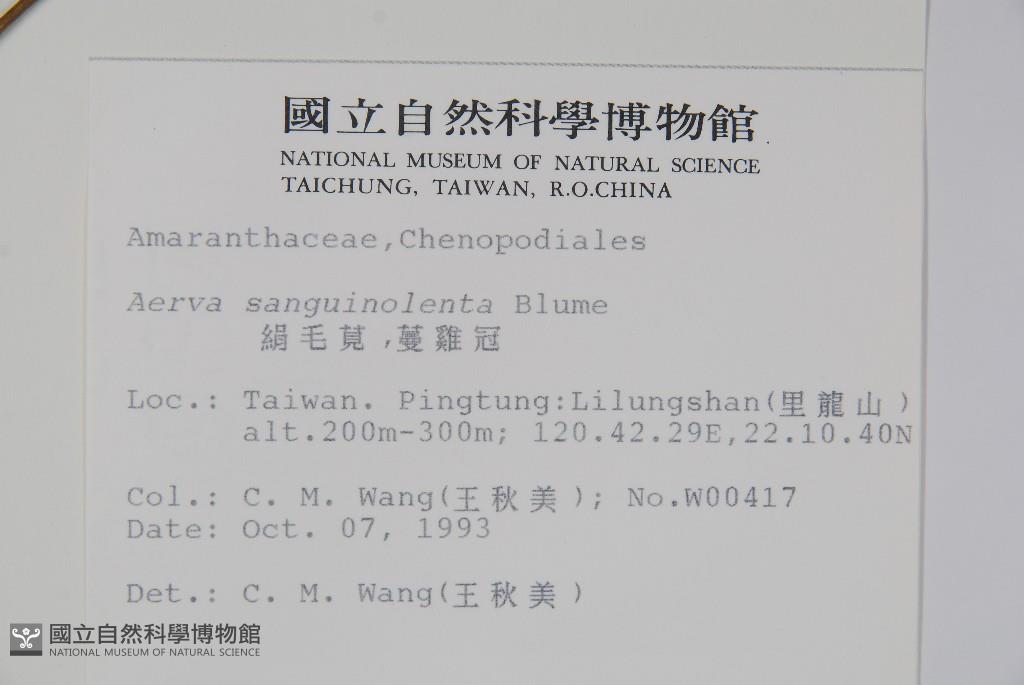 國立自然科學博物館
NATIONAL MUSEUM OF NATURAL SCIENCE
TAICHUNG, TAIWAN, R.O.CHINA
Amaranthaceae,Chenopodiales
Aerva sanguinolenta Blume
絹毛莧,蔓雞冠
Loc.: Taiwan. Pingtung:Lilungshan(里龍山)
alt.200m-300m; 120.42.29E,22.10.40N
Col.: C. M. Wang(王秋美); No.W00417
Date: Oct. 07, 1993
Det.: C. M. Wang(王秋美)
國立自然科學博物館
NATIONAL MUSEUM OF NATURAL SCIENCE